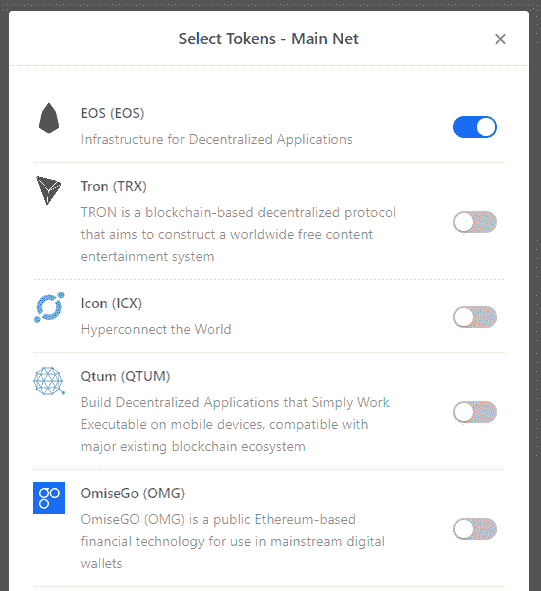 Select Tokens - Main Net
EOS (EOS)
Infrastructure for Decentralized Applications
Tron (TRX)
TRON is a blockchain-based decentralized protocol
that aims to construct a worldwide free content
entertainment system
Icon (ICX)
Hyperconnect the World
Qtum (QTUM)
Build Decentralized Applications that Simply Work
Executable on mobile devices, compatible with
major existing blockchain ecosystem
OmiseGo (OMG)
OmiseGO (OMG) is a public Ethereum-based
financial technology for use in mainstream digital
wallets